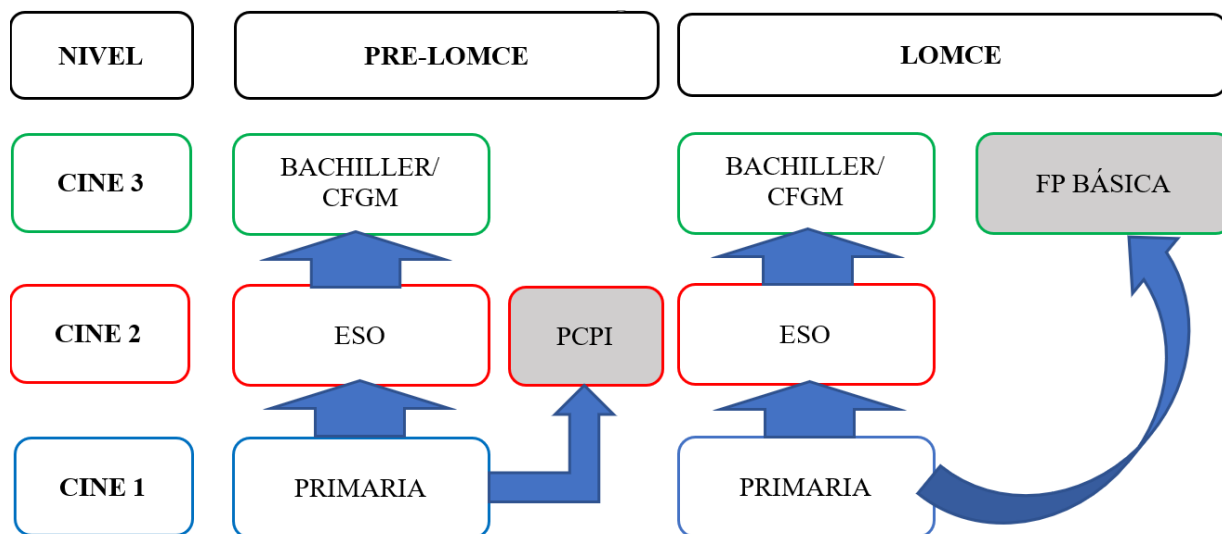 NIVEL
PRE-LOMCE
LOMCE
CINE 3
BACHILLER/
CFGM
BACHILLER/
CFGM
FP BÁSICA
CINE 2
ESO
PCPI
ESO
CINE 1
PRIMARIA
PRIMARIA